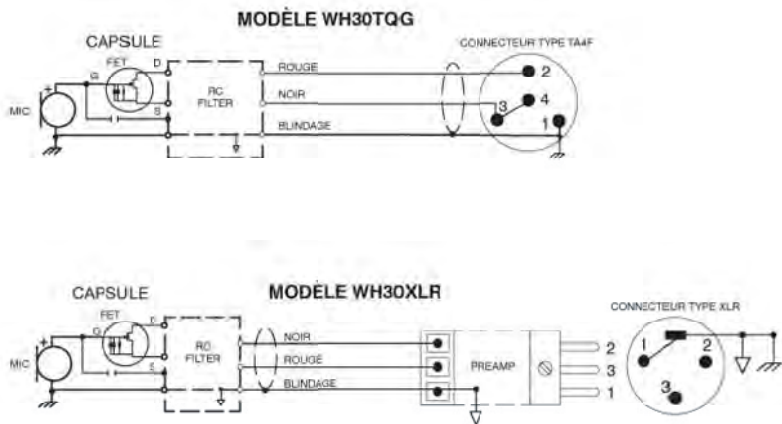 MODÈLE WH30TQG
CAPSULE
FET
G
D
S
MIC
+
RC
FILTER
ROUGE
NOIR
BLINDAGE
CONNECTEUR TYPE TA4F
2
4
3
1
CAPSULE
MODÈLE WH30XLR
FET
G
S
MIC
+
RC
FILTER
NOIR
ROUGE
BLINDAGE
PREAMP
2
3
1
CONNECTEUR TYPE XLR
1
2
3